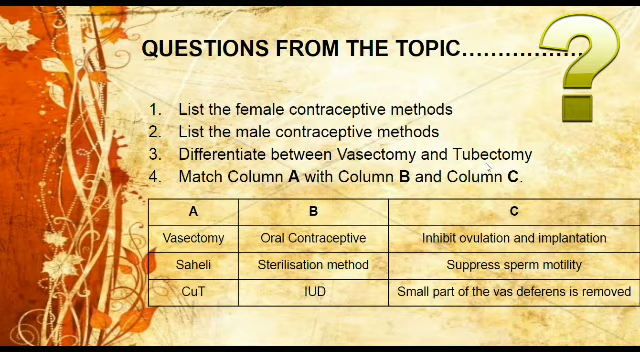 QUESTIONS FROM THE TOPIC.................
1. List the female contraceptive methods
2. List the male contraceptive methods
3. Differentiate between Vasectomy and Tubectomy
4. Match Column A with Column B and Column C.
A B C
Vasectomy Oral Contraceptive Inhibit ovulation and implantation
Saheli Sterilisation method Suppress sperm motility
CuT IUD Small part of the vas deferens is removed